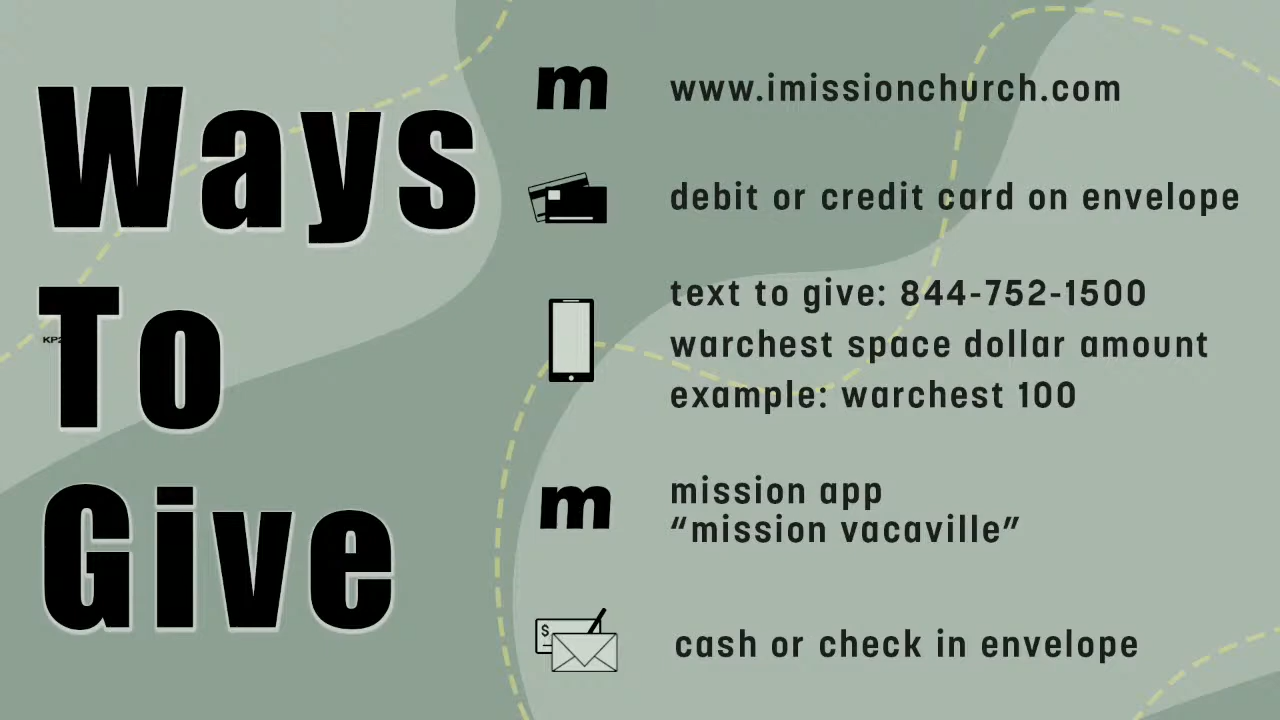 Ways
To
Give
m
www.imissionchurch.com
debit or credit card on envelope
text to give: 844-752-1500
warchest space dollar amount
example: warchest 100
m
mission app
“mission vacaville”
$
cash or check in envelope